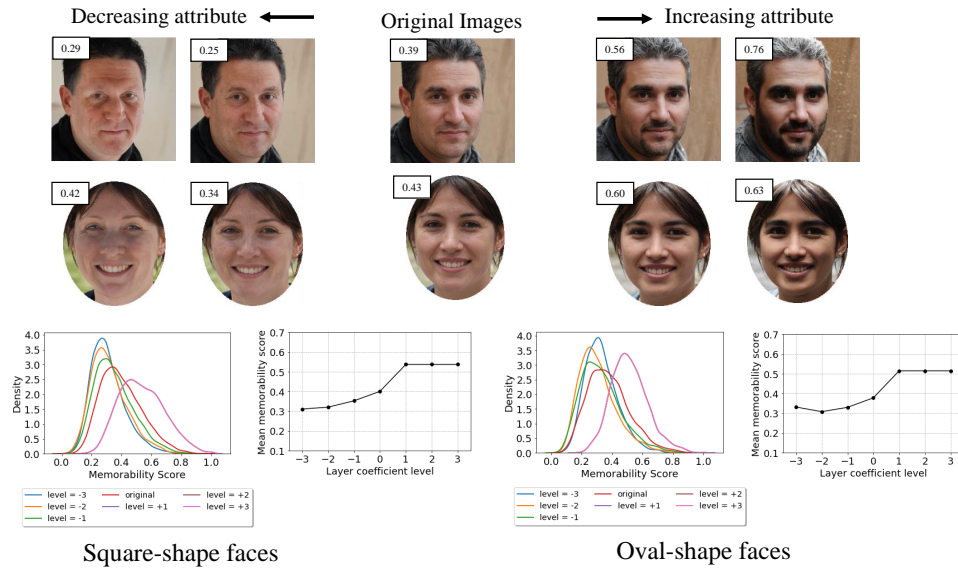 Decreasing attribute
Original Images
Increasing attribute
0.29
0.25
0.39
0.56
0.76
0.42
0.34
0.43
0.60
0.63
4.0
3.5
3.0
2.5
2.0
1.5
1.0
0.5
0.0
Density
0.0 0.2 0.4 0.6 0.8 1.0
Memorability Score
level = -3
level = -2
level = -1
original
level = +1
level = +2
level = +3
0.7
0.6
0.5
0.4
0.3
0.2
0.1
Mean memorability score
−3 −2 −1 0 1 2 3
Layer coefficient level
4.0
3.5
3.0
2.5
2.0
1.5
1.0
0.5
0.0
Density
0.0 0.2 0.4 0.6 0.8 1.0
Memorability Score
level = -3
level = -2
level = -1
original
level = +1
level = +2
level = +3
0.7
0.6
0.5
0.4
0.3
0.2
0.1
Mean memorability score
−3 −2 −1 0 1 2 3
Layer coefficient level
Square-shape faces
Oval-shape faces